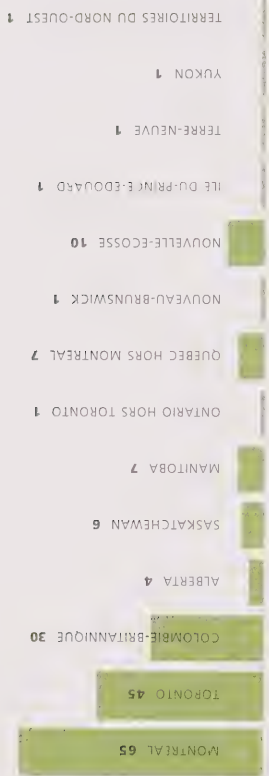 MONTREAL 65
TORONTO 45
COLOMBIE-BRITANNIQUE 30
ALBERTA 4
SASKATCHEWAN 6
MANITOBA 7
ONTARIO HORS TORONTO 1
QUEBEC HORS MONTREAL 7
NOUVEAU-BRUNSWICK 1
NOUVELLE-ECOSSE 10
ILE DU-PRINCE-EDOUARD 1
TERRE-NEUVE 1
YUKON 1
TERRITOIRES DU NORD-OUEST 1